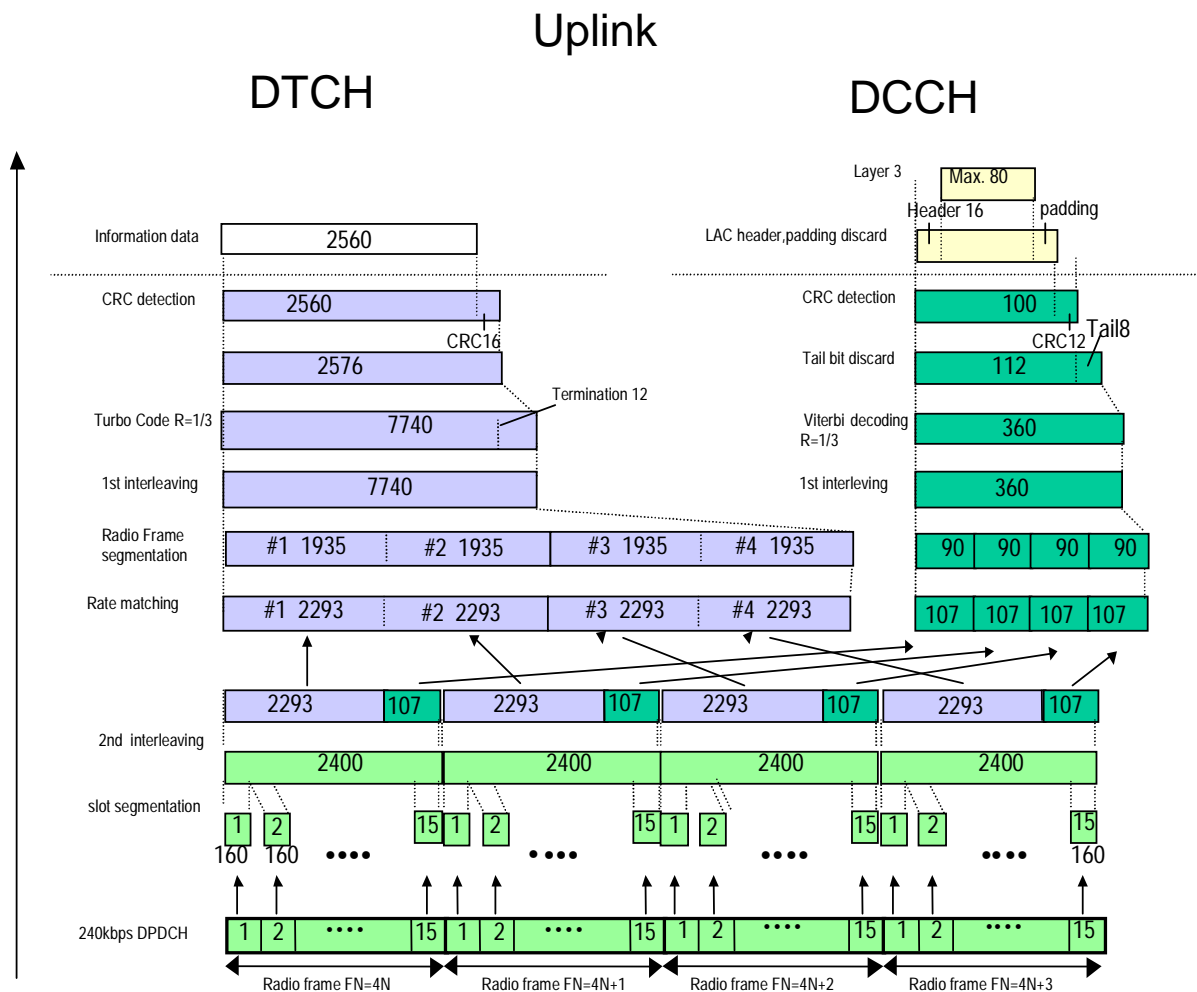 Uplink
DTCH DCCH
Layer 3 Max. 80
Header 16 padding
Information data 2560 LAC header,padding discard
CRC detection 2560 CRC detection 100
CRC16 CRC12 Tail8
2576 Tail bit discard 112
Termination 12
Turbo Code R=1/3 7740 Viterbi decoding R=1/3 360
1st interleaving 7740 1st interleving 360
Radio Frame segmentation #1 1935 #2 1935 #3 1935 #4 1935 90 90 90 90
Rate matching #1 2293 #2 2293 #3 2293 #4 2293 107 107 107 107
2293 107 2293 107 2293 107 2293 107
2nd interleaving
2400 2400 2400 2400
slot segmentation
1 2 15 1 2 15 1 2 15 1 2 15
160 160 •••• •••• •••• •••• 160
240kbps DPDCH 1 2 •••• 15 1 2 •••• 15 1 2 •••• 15 1 2 •••• 15
Radio frame FN=4N Radio frame FN=4N+1 Radio frame FN=4N+2 Radio frame FN=4N+3